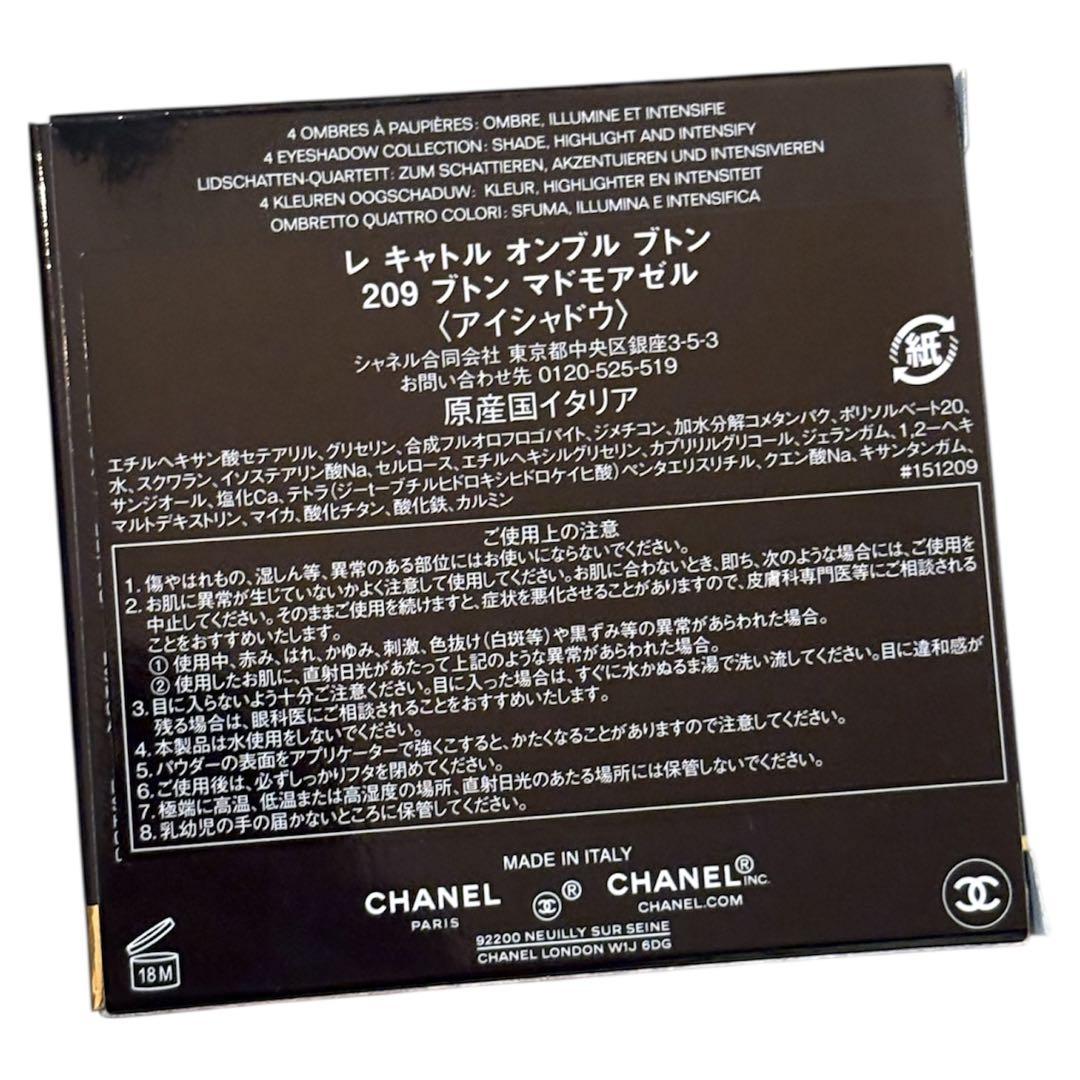 4 OMBRES À PAUPIÈRES : OMBRE, ILLUMINE ET INTENSIFIE
4 EYESHADOW COLLECTION : SHADE, HIGHLIGHT AND INTENSIFY
LIDSCHATTEN-QUARTETT : ZUM SCHATTIEREN, AKZENTUIEREN UND INTENSIVIEREN
4 KLEUREN OOGSCHADUW : KLEUR, HIGHLIGHTER EN INTENSITEIT
OMBRETTO QUATTRO COLORI : SFUMA, ILLUMINA E INTENSIFICA
レ キャトル オンブル ブトン
209 ブトン マドモアゼル
〈アイシャドウ〉
シャネル合同会社 東京都中央区銀座3-5-3
お問い合わせ先 0120-525-519
原産国イタリア
紙
エチルヘキサン酸セテアリル、グリセリン、合成フルオロフロゴパイト、ジメチコン、加水分解コメタンパク、ポリソルベート20、
水、スクワラン、イソステアリン酸Na、セルロース、エチルヘキシルグリセリン、カプリリルグリコール、ジェランガム、1,2-ヘキ
サンジオール、塩化Ca、テトラ(ジ-t-ブチルヒドロキシヒドロケイヒ酸)ペンタエリスリチル、クエン酸Na、キサンタンガム、
マルトデキストリン、マイカ、酸化チタン、酸化鉄、カルミン
#151209
ご使用上の注意
1. 傷やはれもの、湿しん等、異常のある部位にはお使いにならないでください。
2. お肌に異常が生じていないかよく注意して使用してください。お肌に合わないとき、即ち、次のような場合には、ご使用を
中止してください。そのままご使用を続けますと、症状を悪化させることがありますので、皮膚科専門医等にご相談される
ことをおすすめいたします。
① 使用中、赤み、はれ、かゆみ、刺激、色抜け(白斑等)や黒ずみ等の異常があらわれた場合。
② 使用したお肌に、直射日光があたって上記のような異常があらわれた場合。
3. 目に入らないよう十分ご注意ください。目に入った場合は、すぐに水かぬるま湯で洗い流してください。目に違和感が
残る場合は、眼科医にご相談されることをおすすめいたします。
4. 本製品は水使用をしないでください。
5. パウダーの表面をアプリケーターで強くこすると、かたくなることがありますので注意してください。
6. ご使用後は、必ずしっかりフタを閉めてください。
7. 極端に高温、低温または高湿度の場所、直射日光のあたる場所には保管しないでください。
8. 乳幼児の手の届かないところに保管してください。
MADE IN ITALY
CHANEL ® CHANEL® INC.
PARIS CHANEL.COM
92200 NEUILLY SUR SEINE
CHANEL LONDON W1J 6DG
18M